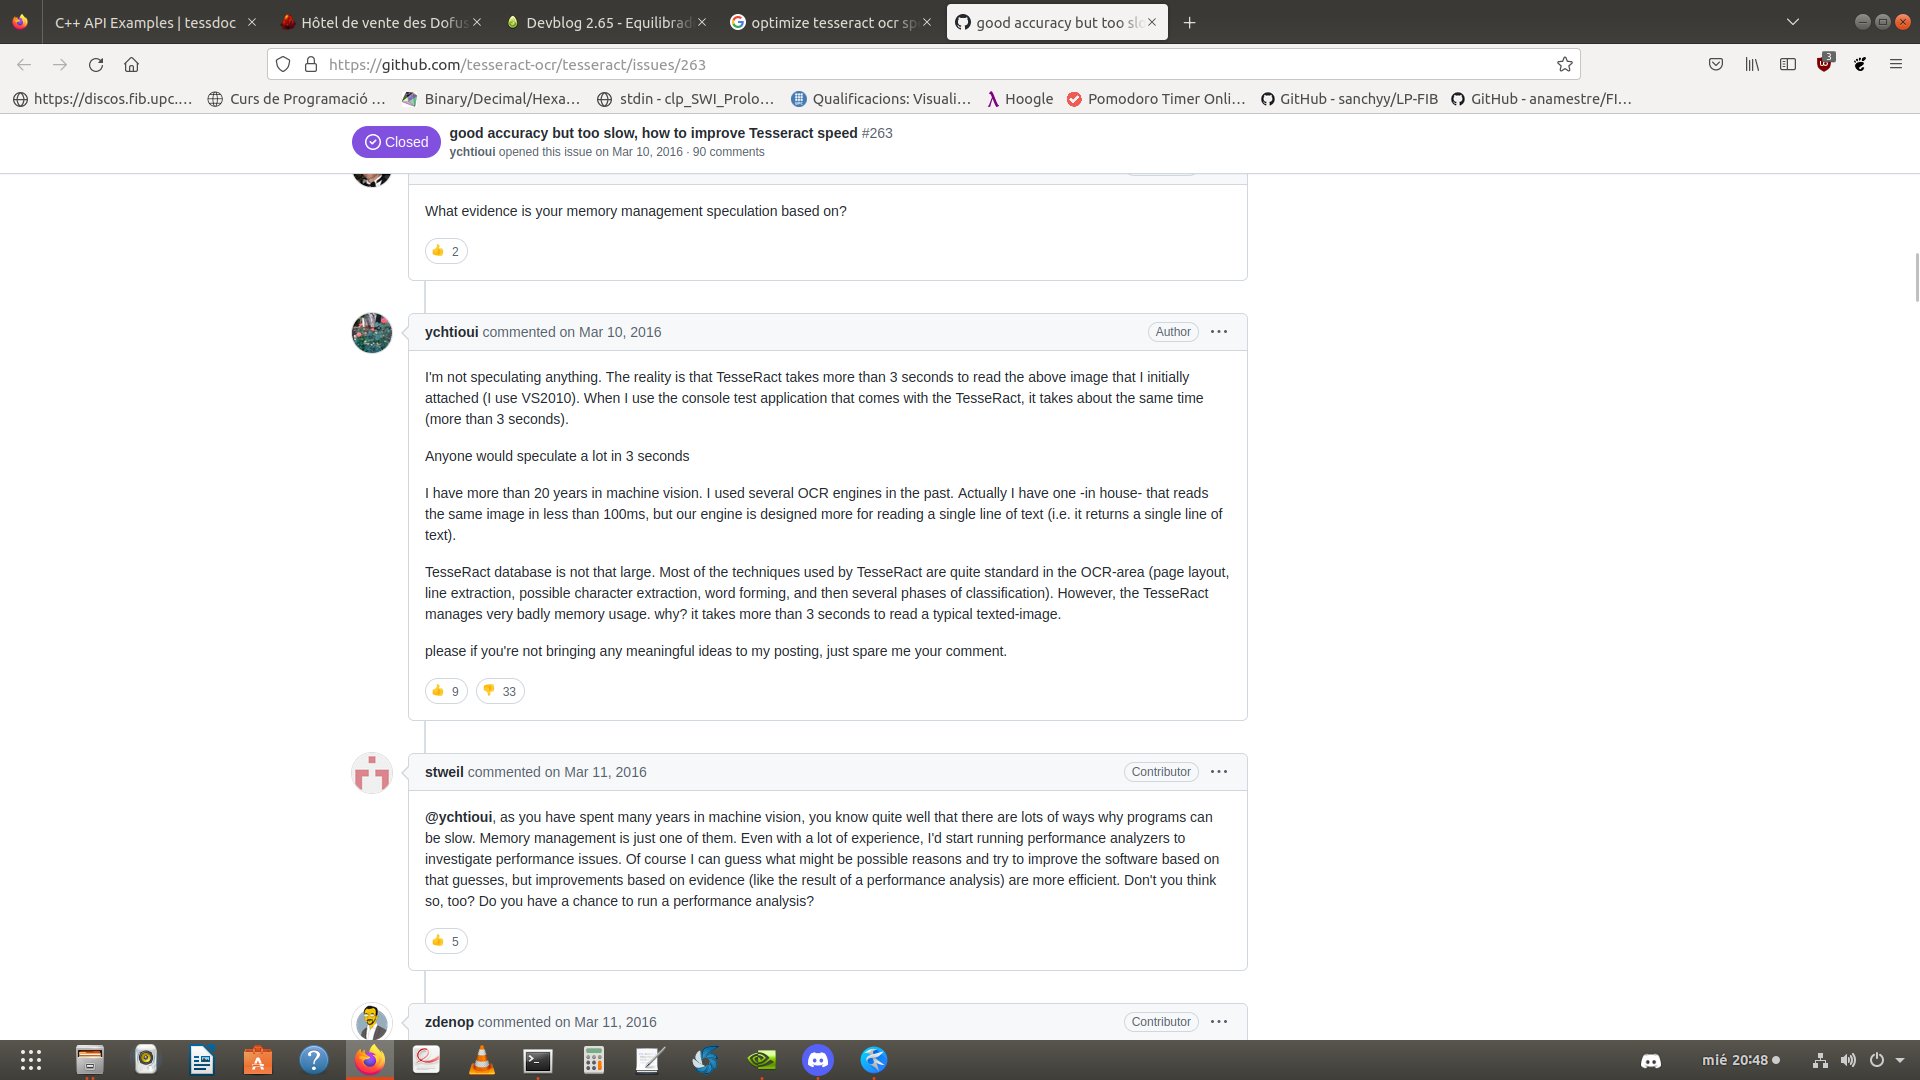 C++ API Examples | tessdoc
Hôtel de vente des Dofus
Devblog 2.65 - Equilibrad
optimize tesseract ocr sp
good accuracy but too slo
https://github.com/tesseract-ocr/tesseract/issues/263
3
https://discos.fib.upc....
Curs de Programació ...
Binary/Decimal/Hexa...
stdin - clp_SWI_Prolo...
Qualificacions: Visuali...
Hoogle
Pomodoro Timer Onli...
GitHub - sanchyy/LP-FIB
GitHub - anamestre/FI...
Closed
good accuracy but too slow, how to improve Tesseract speed #263
ychtioui opened this issue on Mar 10, 2016 · 90 comments
What evidence is your memory management speculation based on?
👍 2
ychtioui commented on Mar 10, 2016
Author
I'm not speculating anything. The reality is that TesseRact takes more than 3 seconds to read the above image that I initially
attached (I use VS2010). When I use the console test application that comes with the TesseRact, it takes about the same time
(more than 3 seconds).
Anyone would speculate a lot in 3 seconds
I have more than 20 years in machine vision. I used several OCR engines in the past. Actually I have one -in house- that reads
the same image in less than 100ms, but our engine is designed more for reading a single line of text (i.e. it returns a single line of
text).
TesseRact database is not that large. Most of the techniques used by TesseRact are quite standard in the OCR-area (page layout,
line extraction, possible character extraction, word forming, and then several phases of classification). However, the TesseRact
manages very badly memory usage. why? it takes more than 3 seconds to read a typical texted-image.
please if you're not bringing any meaningful ideas to my posting, just spare me your comment.
👍 9 👎 33
stweil commented on Mar 11, 2016
Contributor
@ychtioui, as you have spent many years in machine vision, you know quite well that there are lots of ways why programs can
be slow. Memory management is just one of them. Even with a lot of experience, I'd start running performance analyzers to
investigate performance issues. Of course I can guess what might be possible reasons and try to improve the software based on
that guesses, but improvements based on evidence (like the result of a performance analysis) are more efficient. Don't you think
so, too? Do you have a chance to run a performance analysis?
👍 5
zdenop commented on Mar 11, 2016
Contributor
mié 20:48